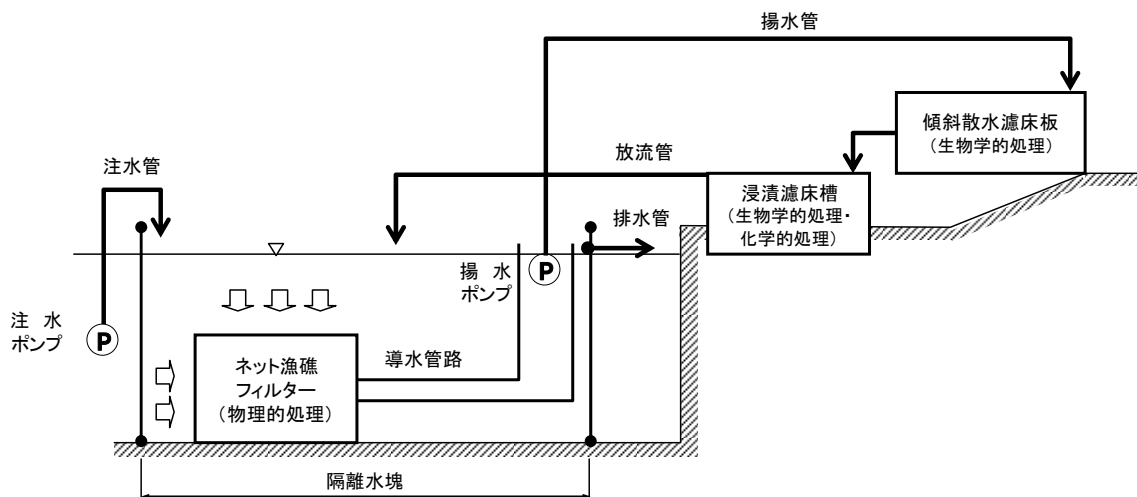 揚水管
傾斜散水濾床板
（生物学的処理）
注水管
放流管
浸漬濾床槽
（生物学的処理・
化学的処理）
排水管
揚 水
ポンプ
P
注 水
ポンプ
P
導水管路
ネット漁礁
フィルター
（物理的処理）
隔離水塊